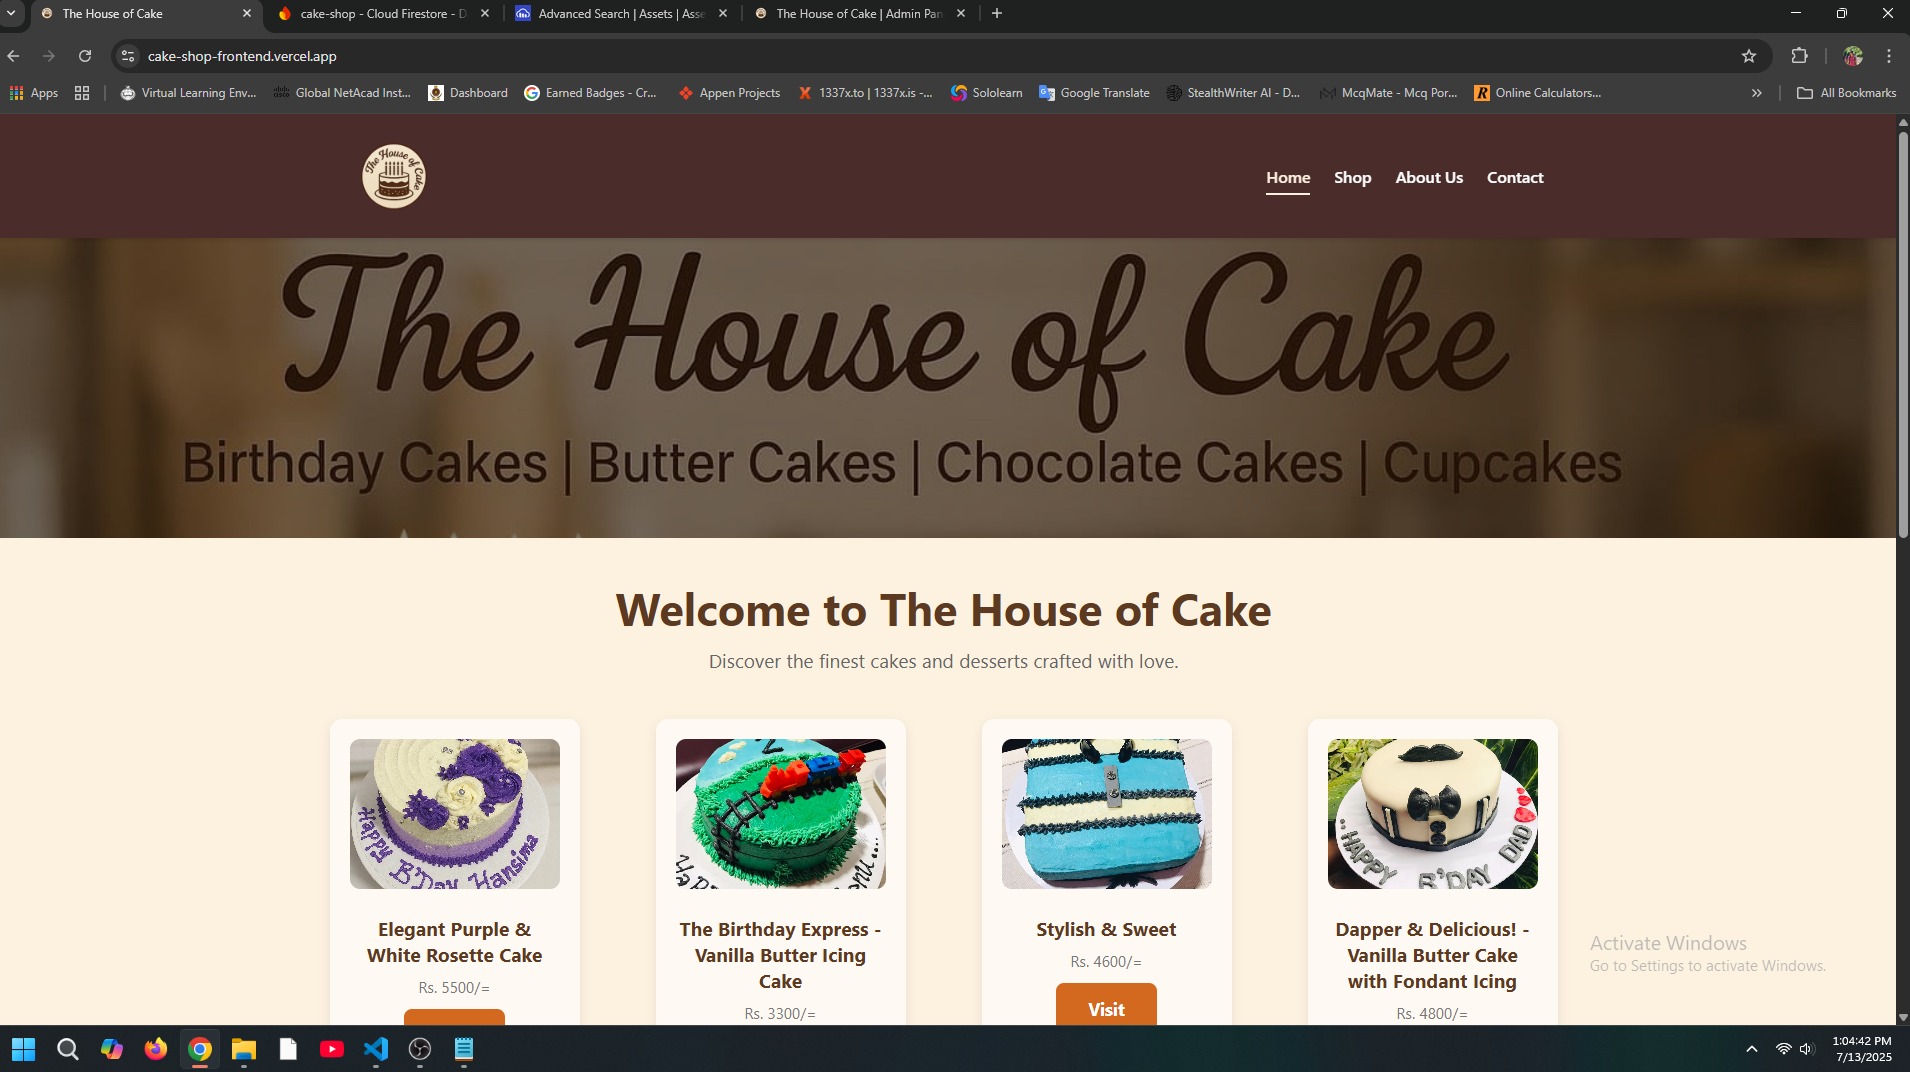 The House of Cake
cake-shop - Cloud Firestore - D
Advanced Search | Assets | Asse
The House of Cake | Admin Pan
cake-shop-frontend.vercel.app
Apps
Virtual Learning Env...
Global NetAcad Inst...
Dashboard
Earned Badges - Cr...
Appen Projects
1337x.to | 1337x.is -...
Sololearn
Google Translate
StealthWriter AI - D...
McqMate - Mcq Por...
Online Calculators...
All Bookmarks
The House of Cake
Home
Shop
About Us
Contact
The House of Cake
Birthday Cakes | Butter Cakes | Chocolate Cakes | Cupcakes
Welcome to The House of Cake
Discover the finest cakes and desserts crafted with love.
Happy B'Day Hansima
HAPPY B'DAY DAD
Elegant Purple &
White Rosette Cake
Rs. 5500/=
The Birthday Express -
Vanilla Butter Icing
Cake
Rs. 3300/=
Stylish & Sweet
Rs. 4600/=
Visit
Dapper & Delicious! -
Vanilla Butter Cake
with Fondant Icing
Rs. 4800/=
Activate Windows
Go to Settings to activate Windows.
1:04:42 PM
7/13/2025